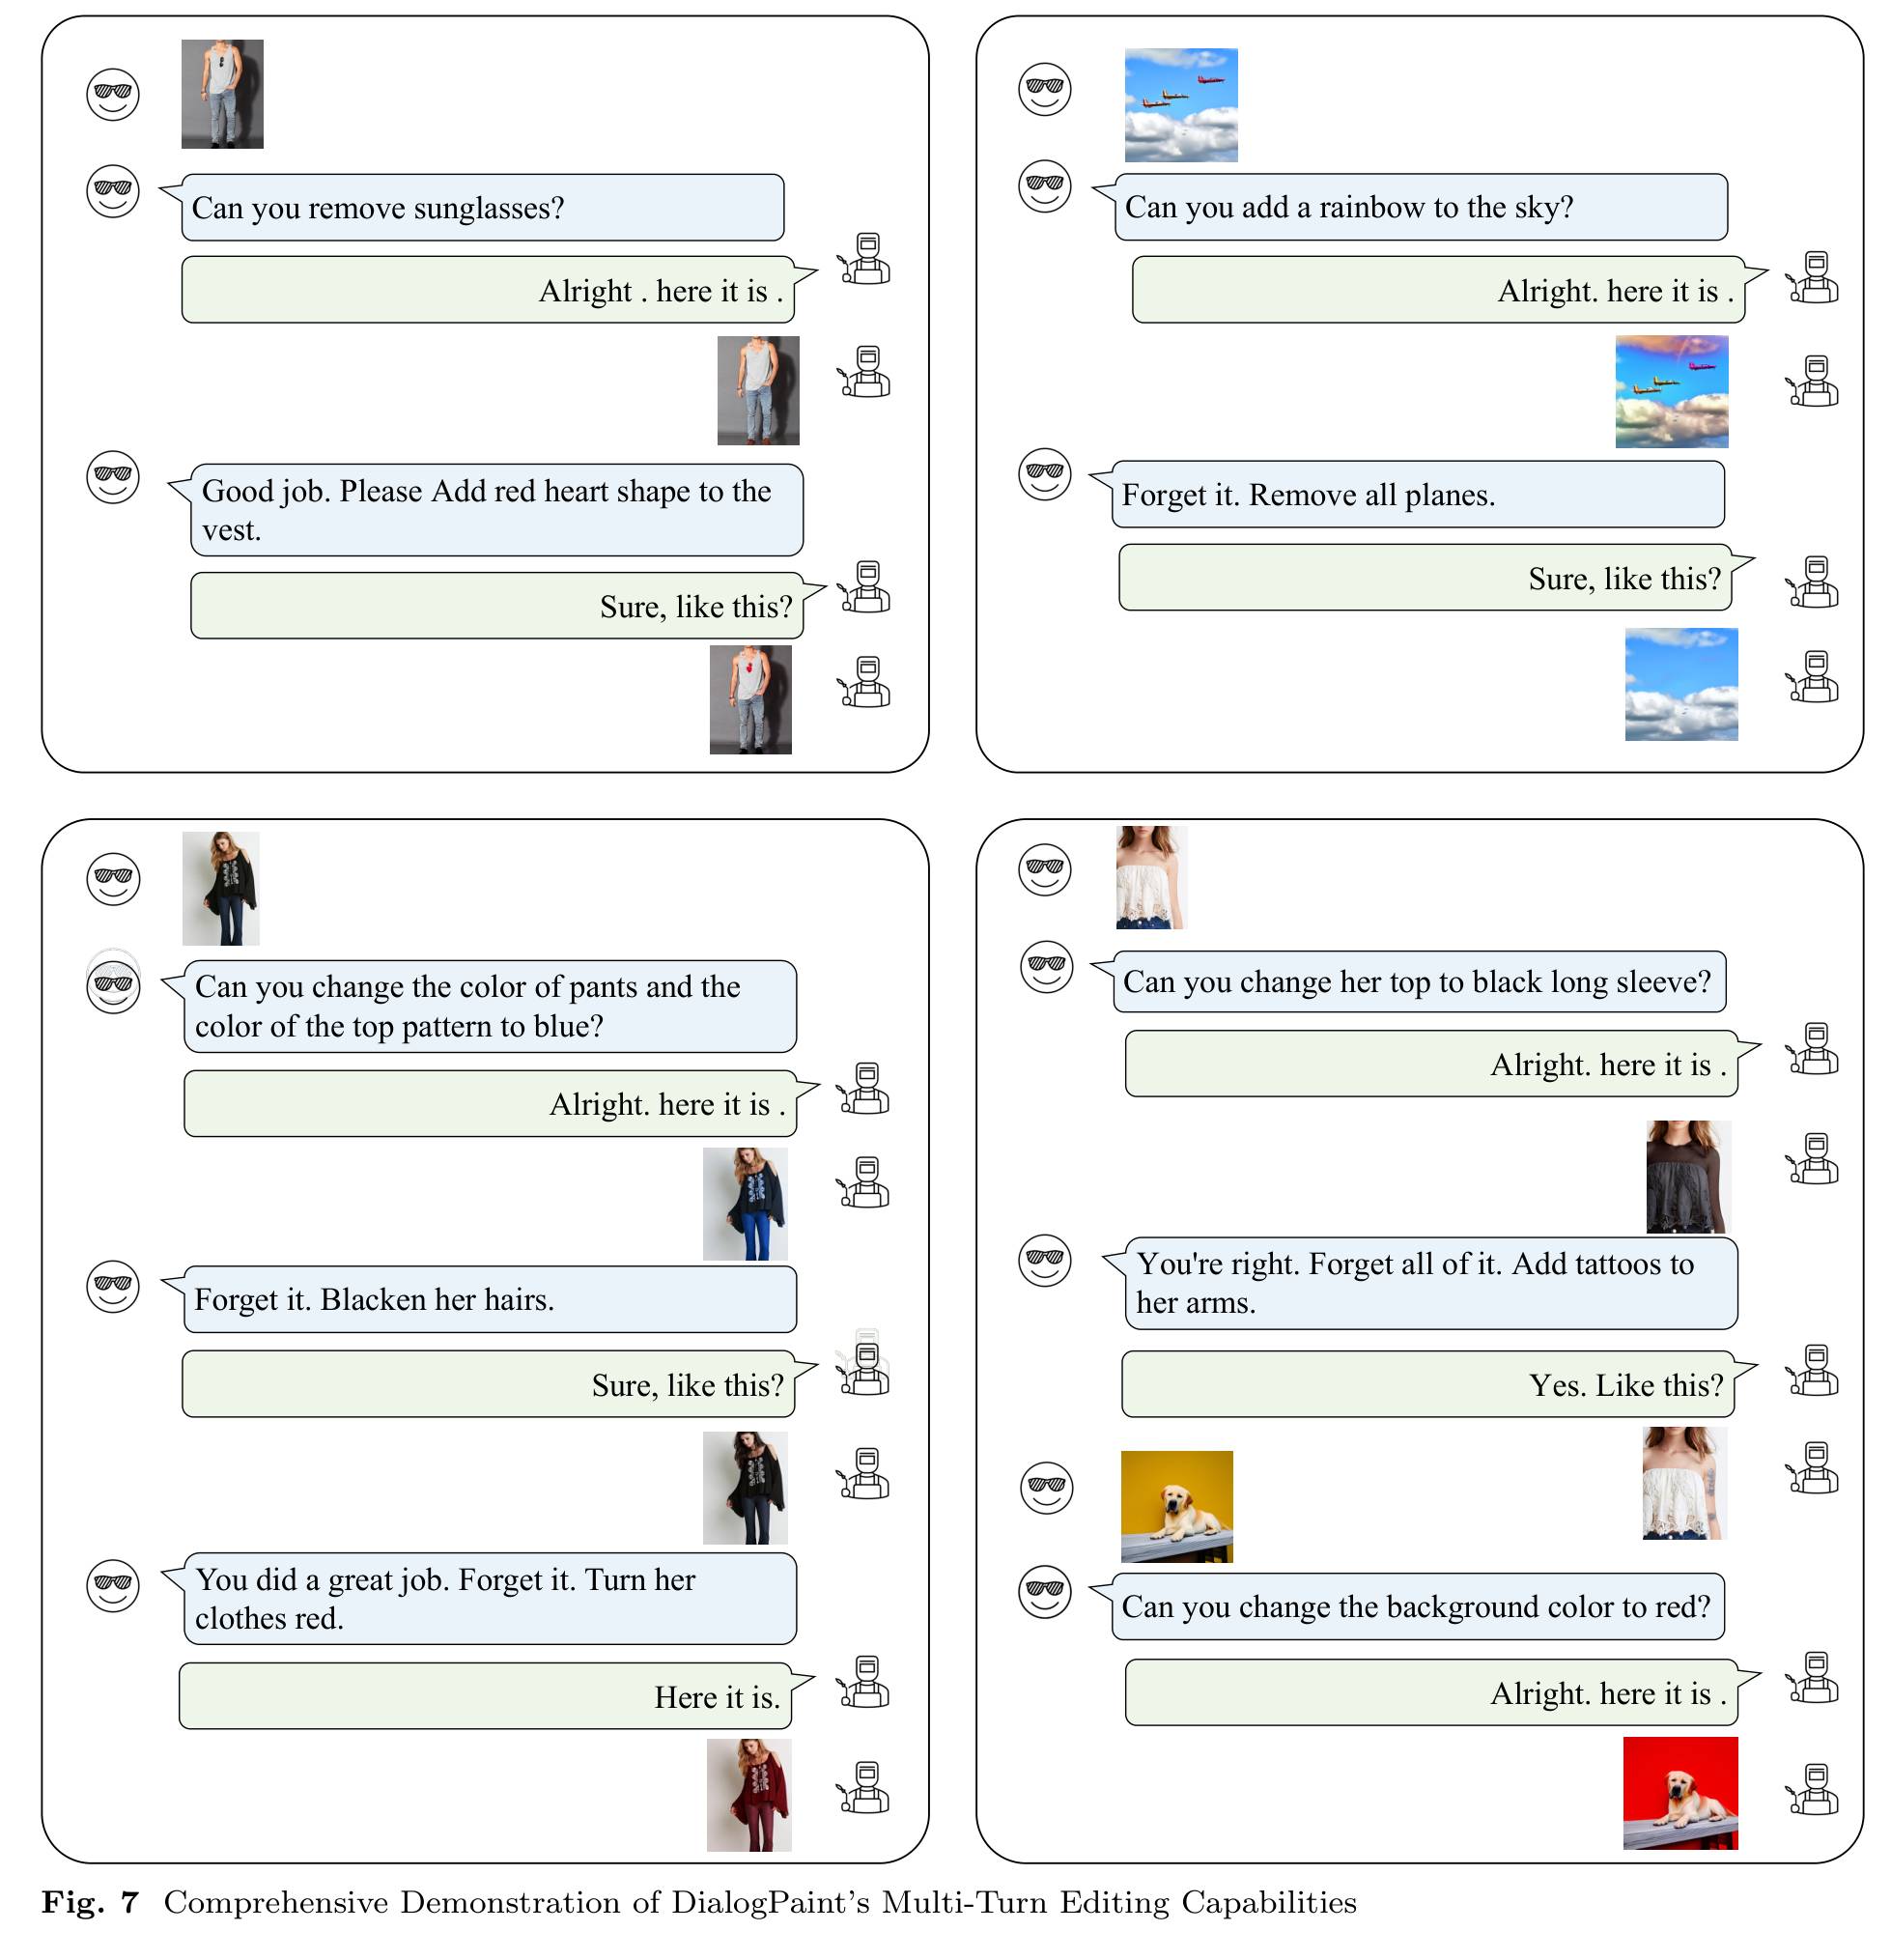 Can you remove sunglasses?
Alright . here it is .
Good job. Please Add red heart shape to the
vest.
Sure, like this?
Can you add a rainbow to the sky?
Alright. here it is .
Forget it. Remove all planes.
Sure, like this?
Can you change the color of pants and the
color of the top pattern to blue?
Alright. here it is .
Forget it. Blacken her hairs.
Sure, like this?
You did a great job. Forget it. Turn her
clothes red.
Here it is.
Can you change her top to black long sleeve?
Alright. here it is .
You're right. Forget all of it. Add tattoos to
her arms.
Yes. Like this?
Can you change the background color to red?
Alright. here it is .
Fig. 7 Comprehensive Demonstration of DialogPaint's Multi-Turn Editing Capabilities